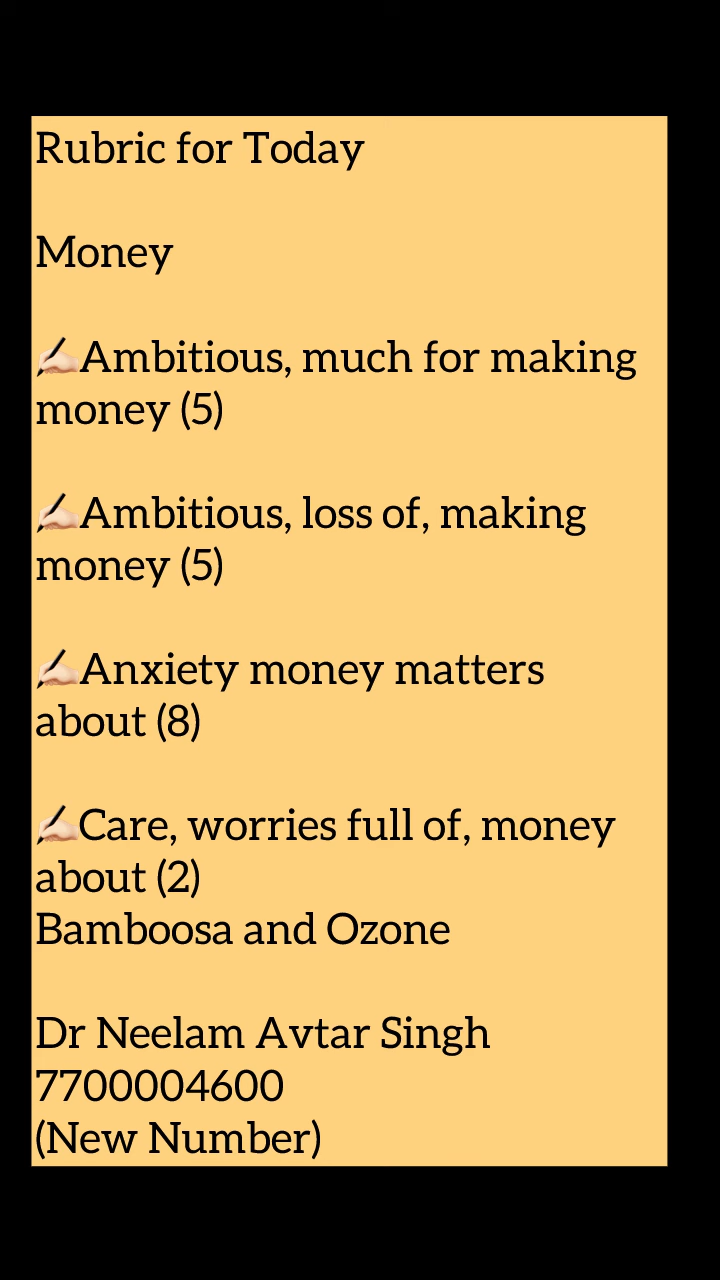 Rubric for Today
Money
✍🏻Ambitious, much for making
money (5)
✍🏻Ambitious, loss of, making
money (5)
✍🏻Anxiety money matters
about (8)
✍🏻Care, worries full of, money
about (2)
Bamboosa and Ozone
Dr Neelam Avtar Singh
7700004600
(New Number)